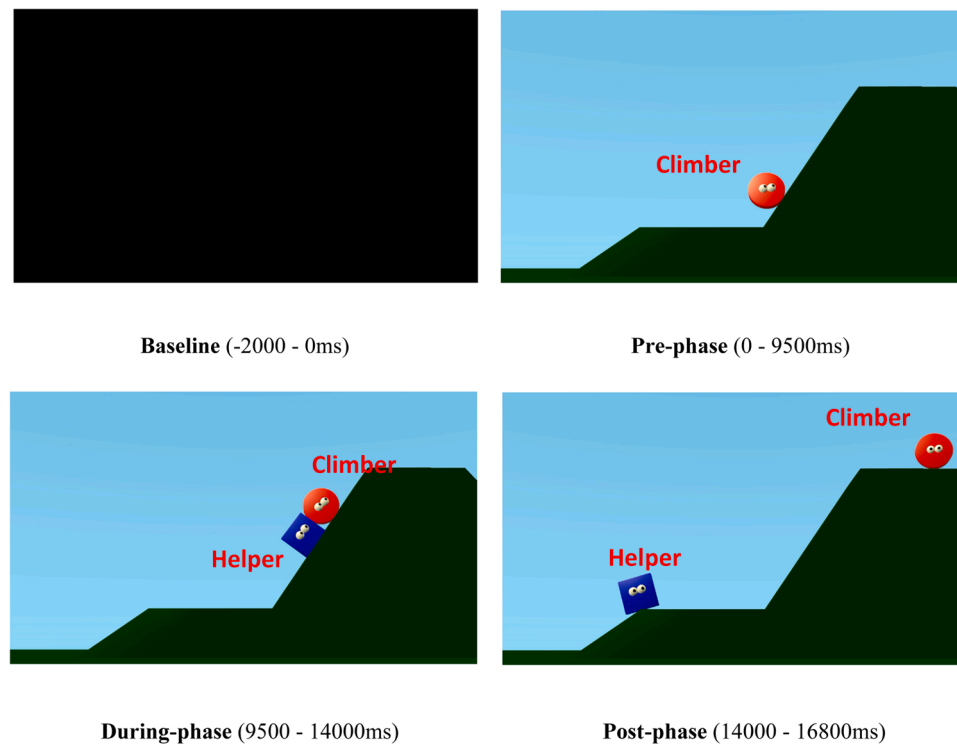 Climber
Baseline (-2000 - 0ms)
Pre-phase (0 - 9500ms)
Climber
Helper
Climber
Helper
During-phase (9500 - 14000ms)
Post-phase (14000 - 16800ms)